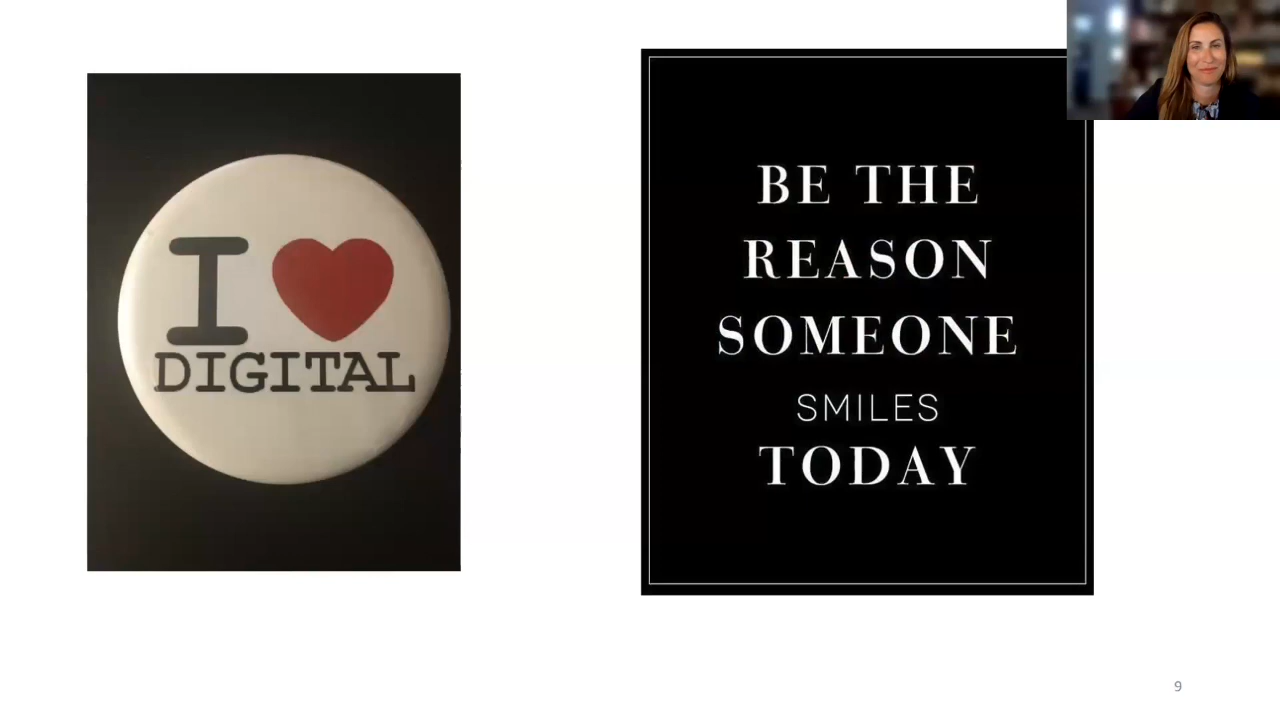 I ❤
DIGITAL
BE THE
REASON
SOMEONE
SMILES
TODAY
9